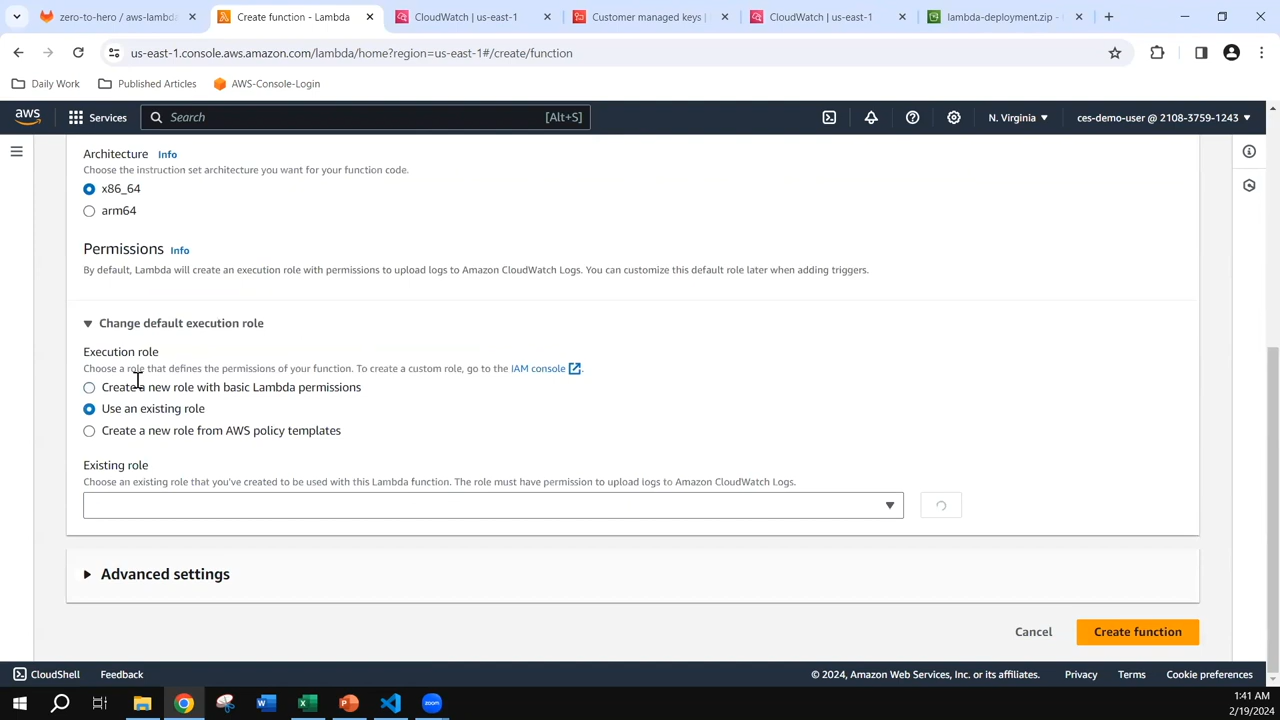 zero-to-hero / aws-lambda
Create function - Lambda
CloudWatch | us-east-1
Customer managed keys |
CloudWatch | us-east-1
lambda-deployment.zip -
us-east-1.console.aws.amazon.com/lambda/home?region=us-east-1#/create/function
Daily Work
Published Articles
AWS-Console-Login
aws
Services
Search
[Alt+S]
N. Virginia
ces-demo-user @ 2108-3759-1243
Architecture Info
Choose the instruction set architecture you want for your function code.
x86_64
arm64
Permissions Info
By default, Lambda will create an execution role with permissions to upload logs to Amazon CloudWatch Logs. You can customize this default role later when adding triggers.
Change default execution role
Execution role
Choose a role that defines the permissions of your function. To create a custom role, go to the IAM console.
Create a new role with basic Lambda permissions
Use an existing role
Create a new role from AWS policy templates
Existing role
Choose an existing role that you've created to be used with this Lambda function. The role must have permission to upload logs to Amazon CloudWatch Logs.
Advanced settings
Cancel
Create function
CloudShell
Feedback
© 2024, Amazon Web Services, Inc. or its affiliates.
Privacy
Terms
Cookie preferences
zoom
1:41 AM
2/19/2024